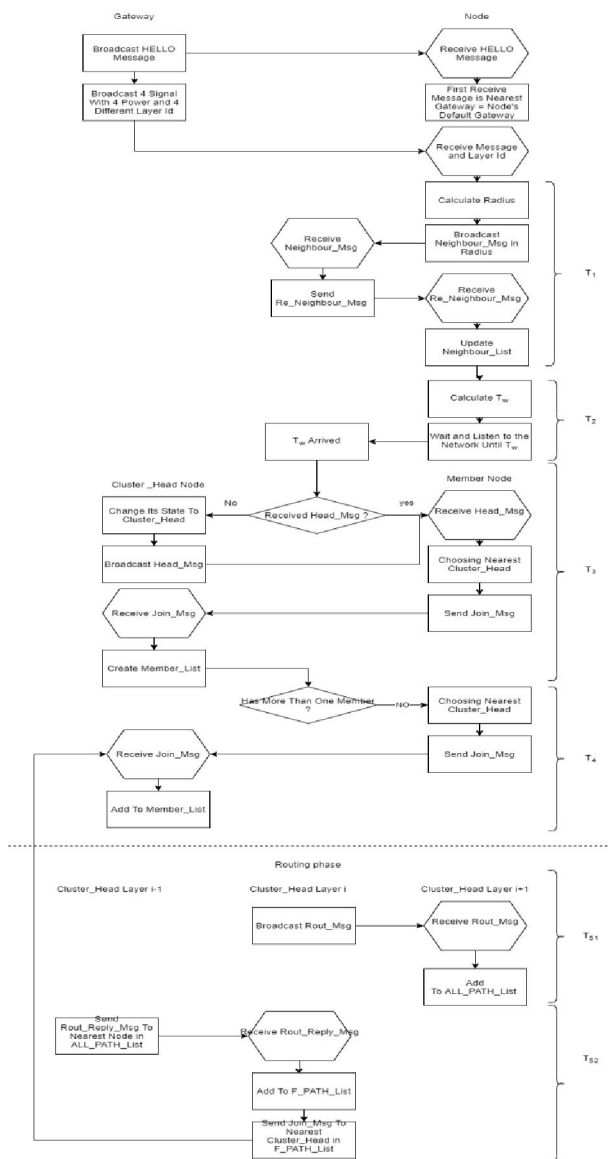 Gateway
Node
Broadcast HELLO
Message
Receive HELLO
Message
Broadcast 4 Signal
With 4 Power and 4
Different Layer Id
First Receive
Message is Nearest
Gateway = Node's
Default Gateway
Receive Message
and Layer Id
Calculate Radius
Receive
Neighbour_Msg
Broadcast
Neighbour_Msg in
Radius
T1
Send
Re_Neighbour_Msg
Receive
Re_Neighbour_Msg
Update
Neighbour_List
Calculate Tw
T2
Tw Arrived
Wait and Listen to the
Network Until Tw
Cluster _Head Node
Member Node
Change Its State To
Cluster_Head
No
Received Head_Msg ?
yes
Receive Head_Msg
Broadcast Head_Msg
Choosing Nearest
Cluster_Head
T3
Receive Join_Msg
Send Join_Msg
Create Member_List
Has More Than One Member
?
NO
Choosing Nearest
Cluster_Head
Receive Join_Msg
Send Join_Msg
T4
Add To Member_List
Routing phase
Cluster_Head Layer i-1
Cluster_Head Layer i
Cluster_Head Layer i+1
Broadcast Rout_Msg
Receive Rout_Msg
T51
Add
To ALL_PATH_List
Send
Rout_Reply_Msg To
Nearest Node in
ALL_PATH_List
Receive Rout_Reply_Msg
T52
Add To F_PATH_List
Send Join_Msg To
Nearest
Cluster_Head in
F_PATH_List